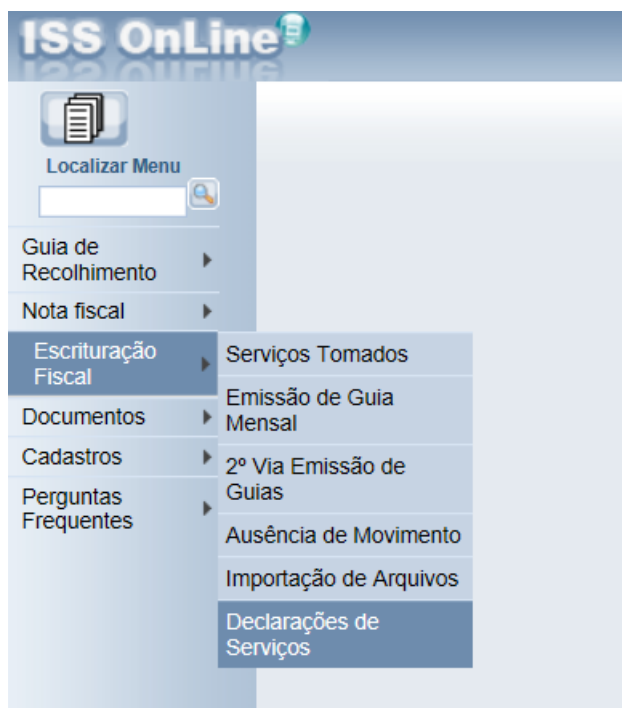 ISS OnLine
Localizar Menu
Guia de
Recolhimento
Nota fiscal
Escrituração
Fiscal
Documentos
Cadastros
Perguntas
Frequentes
Serviços Tomados
Emissão de Guia
Mensal
2º Via Emissão de
Guias
Ausência de Movimento
Importação de Arquivos
Declarações de
Serviços